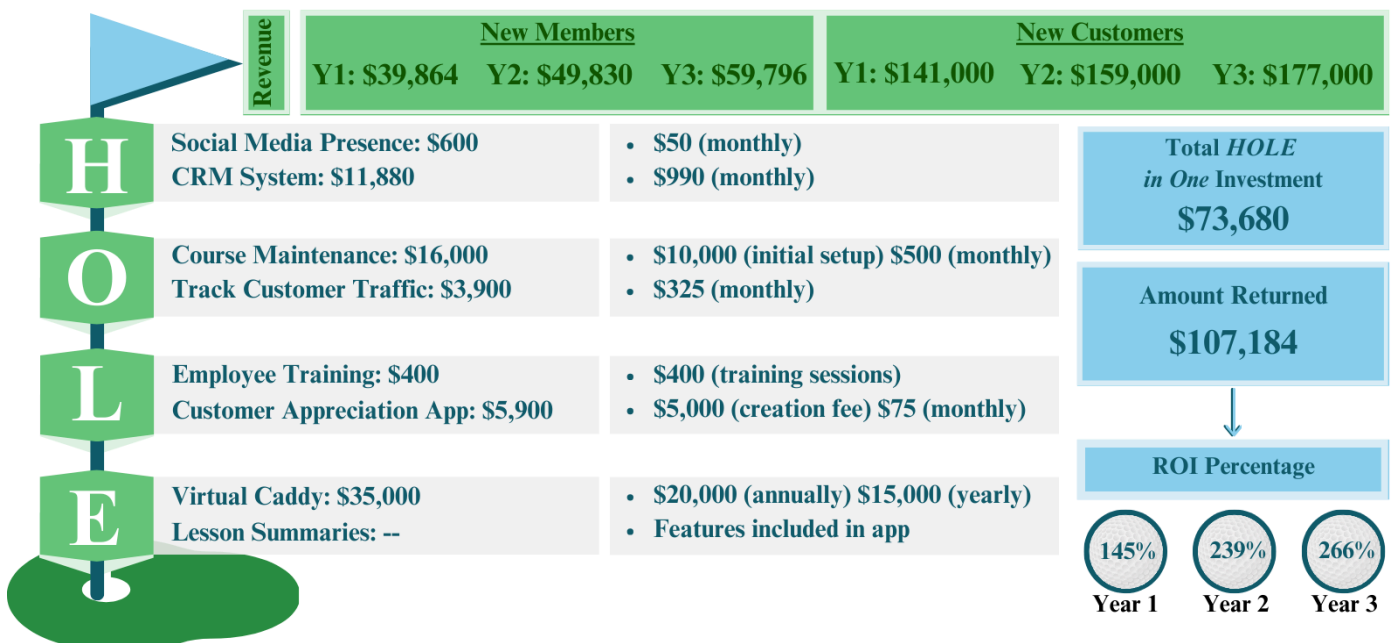 Revenue
New Members
Y1: $39,864 Y2: $49,830 Y3: $59,796
New Customers
Y1: $141,000 Y2: $159,000 Y3: $177,000
H
Social Media Presence: $600
CRM System: $11,880
• $50 (monthly)
• $990 (monthly)
O
Course Maintenance: $16,000
Track Customer Traffic: $3,900
• $10,000 (initial setup) $500 (monthly)
• $325 (monthly)
L
Employee Training: $400
Customer Appreciation App: $5,900
• $400 (training sessions)
• $5,000 (creation fee) $75 (monthly)
E
Virtual Caddy: $35,000
Lesson Summaries: --
• $20,000 (annually) $15,000 (yearly)
• Features included in app
Total HOLE
in One Investment
$73,680
Amount Returned
$107,184
ROI Percentage
145% 239% 266%
Year 1 Year 2 Year 3